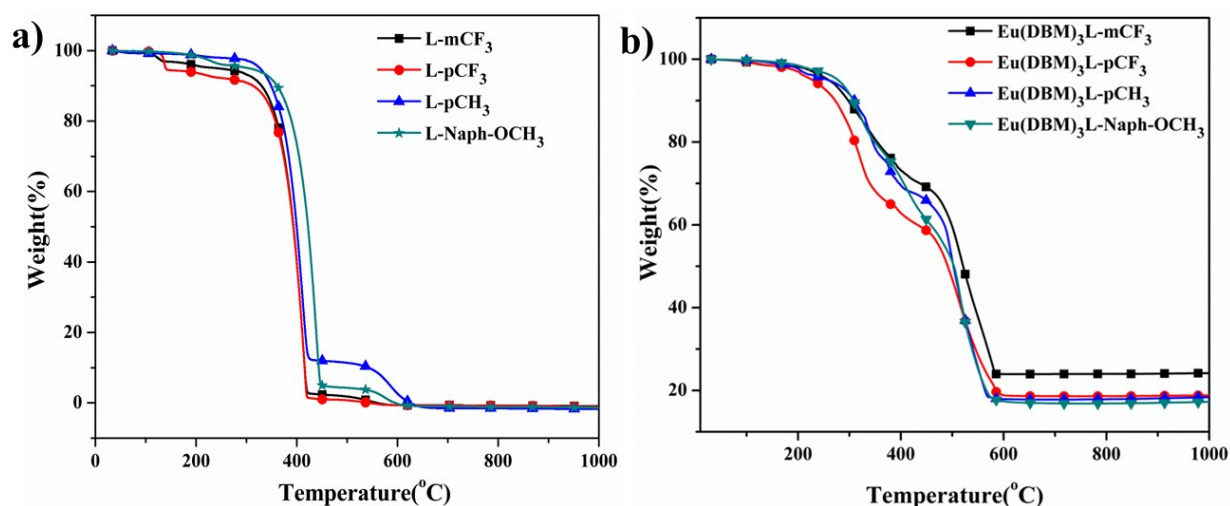 a)
L-mCF₃
L-pCF₃
L-pCH₃
L-Naph-OCH₃
Weight(%)
100
80
60
40
20
0
0 200 400 600 800 1000
Temperature(°C)
b)
Eu(DBM)₃L-mCF₃
Eu(DBM)₃L-pCF₃
Eu(DBM)₃L-pCH₃
Eu(DBM)₃L-Naph-OCH₃
Weight(%)
100
80
60
40
20
200 400 600 800 1000
Temperature(°C)